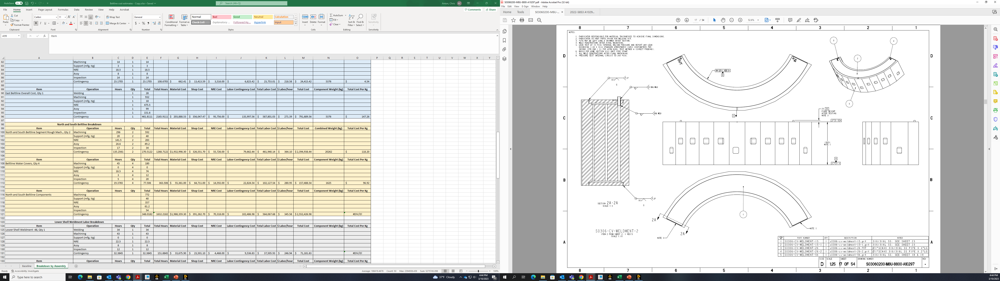 AutoSave On
Beltline cost estimates - Copy.xlsx • Saved
Search (Alt+Q)
Anton, Chris AC
File Home Insert Page Layout Formulas Data Review View Help Acrobat
Comments Share
Paste
Cut
Copy
Format Painter
Clipboard
Calibri 11
B I U
Font
Wrap Text
Merge & Center
Alignment
General
Number
Conditional Formatting
Format as Table
Normal Bad Good Neutral Calculation
Check Cell Explanatory ... Followed Hy... Hyperlink Input
Styles
Insert Delete Format
Cells
AutoSum
Fill
Clear
Sort & Filter
Find & Select
Editing
Sensitivity
Sensitivity
A99
Item
A B C D E F G H I J K L M N O P Q R S T U V W X Y
82 Machining 14 1 14
83 Support (mfg, tig) 3 1 3
84 NRE 18.5 1 18.5
85 Assy 8 1 8
86 Inspection 14 1 14
87 Contingency 23.1705 1 23.1705 108.6705 $ 662.41 $ 13,413.59 $ 3,516.00 $ 6,823.42 $ 23,753.01 $ 218.58 $ 24,415.42 5376 $ 4.54
88
89 Item Operation Hours Qty Total Total Hours Material Cost Shop Cost NRE Cost Labor Contingency Cost Total Labor Cost $ Labor/hour Total Cost Component Weight (kg) Total Cost Per Kg
90 East Beltline Overall Cost, Qty 1 Welding 1 28
91 Machining 1 932
92 Support (mfg, tig) 1 18
93 NRE 1 475.5
94 Assy 1 99
95 Inspection 1 151.6
96 Contingency 1 461.8111 2165.9111 $ 203,888.53 $ 356,047.47 $ 95,756.00 $ 135,997.56 $ 587,801.03 $ 271.39 $ 791,689.56 5376 $ 147.26
97
98 North and South Beltline Breakdown
99 Item Operation Hours Qty Total Total Hours Material Cost Shop Cost NRE Cost Labor Contingency Cost Total Labor Cost $ Labor/hour Total Cost Combined Weight (kg) Total Cost Per Kg
100 North and South Beltline Segment Rough Mach., Qty 2 Machining 296 2 592
101 Support (mfg, tig) 20 2 40
102 NRE 141.5 2 283
103 Assy 24.6 2 49.2
104 Inspection 17 2 34
105 Contingency 135.2561 2 270.5122 1268.7122 $1,932,998.30 $ 326,551.70 $ 55,726.00 $ 79,662.44 $ 461,940.14 $ 364.10 $ 2,394,938.44 20262 $ 118.20
106
107 Item Operation Hours Qty Total Total Hours Material Cost Shop Cost NRE Cost Labor Contingency Cost Total Labor Cost $ Labor/hour Total Cost Component Weight (kg) Total Cost Per Kg
108 Beltline Water Covers, Qty 4 Machining 45 4 180
109 Support (mfg, tig) 0 4 0
110 NRE 18.5 4 74
111 Assy 3 4 12
112 Inspection 5 4 20
113 Contingency 19.3765 4 77.506 363.506 $ 55,361.00 $ 64,711.00 $ 14,592.00 $ 22,824.54 $ 102,127.54 $ 280.95 $ 157,488.54 1625 $ 96.92
114
115 Item Operation Hours Qty Total Total Hours Material Cost Shop Cost NRE Cost Labor Contingency Cost Total Labor Cost $ Labor/hour Total Cost Component Weight (kg) Total Cost Per Kg
116 North and South Beltline Components Machining 772
117 Support (mfg, tig) 40
118 NRE 357
119 Assy 61.2
120 Inspection 54
121 Contingency 348.0182 1632.2182 $1,988,359.30 $ 391,262.70 $ 70,318.00 $ 102,486.98 $ 564,067.68 $ 345.58 $ 2,552,426.98 #DIV/0!
122
123 Lower Shell Weldment Labor Breakdown
124 Item Operation Hours Qty Total Total Hours Material Cost Shop Cost NRE Cost Labor Contingency Cost Total Labor Cost $ Labor/hour Total Cost Component Weight (kg) Total Cost Per Kg
125 Lower Shell Weldment -48, Qty 1 Welding 34 1 34
126 Machining 43 1 43
127 Support (mfg, tig) 0 1 0
128 NRE 22.5 1 22.5
129 Assy 8 1 8
130 Inspection 12 1 12
131 Contingency 32.3845 1 32.3845 151.8845 $ 33,675.90 $ 23,501.10 $ 4,468.00 $ 9,536.83 $ 37,505.93 $ 246.94 $ 71,181.83 #DIV/0!
132
133 Item Operation Hours Qty Total Total Hours Material Cost Shop Cost NRE Cost Labor Contingency Cost Total Labor Cost $ Labor/hour Total Cost Component Weight (kg) Total Cost Per Kg
Baseline Breakdown by Assembly
Ready Accessibility: Investigate
Average: 188419.4678 Count: 50 Max: 2394938.439 Sum: 5275745.098
100%
Type here to search
37°F Cloudy
4:44 PM
3/10/2023
S03060200-M8U-8800-A10297.pdf - Adobe Acrobat Pro (32-bit)
File Edit View E-Sign Window Help
Home Tools S03060200-M8U-... 2022-5853 A1029...
17 / 54
52.6%
8 7 6 5 4 3 2 1
NOTES:
1. FABRICATOR RESPONSIBLE FOR MATERIAL THICKNESSES TO ACHIEVE FINAL DIMENSIONS.
2. FABRICATOR TO PREP PARTS PRIOR FOR WELDING A/R.
3. PIPE MAY BE LEFT LONG & TRIMMED AFTER TESTING.
4. WELD PENETRATIONS AFTER FINAL MACHINING.
5. LEAK TEST AT 15 PSIG INTERNAL HELIUM PRESSURE AND REPORT ANY LEAK
EXCEEDING 1.00 X 10-6 STANDARD ATMOSPHERIC CUBIC CENTIMETERS PER
SECOND (STD CM3 / S) PER ASTM E499, TEST METHOD A (DIRECT PROBING).
6. BUILD PER ASME SECTION VIII OMIT CODE STAMP.
7. ALL WELD PENETRATIONS AFTER FINAL MACHINING.
8. PRESSURE TEST INTERNAL CIRCUIT TO 200 PSIG.
D D
OUT IN
3 4
2
5
(6) PJP
G
2X SEAL WELD
SEAL WELD
C C
2X 35
FINAL HEIGHT
AFTER TESTING
NOTE 3
1.5 A
(865)
NOTE 1
A
1.5
B B
(6) PJP
G
SECTION 2A-2A
SCALE 1:5
1
2A
2A
NOTE 1
NOTE 1
S0306-CV-WELDMENT-2
ITEM 2 FROM SHEET 2: 1 REQ'D
SCALE 1:10
A A
ITEM NO PART NUMBER QTY DESCRIPTION NOTES
1 S0306-CV-WELDMENT-15 1 s0306-cv-weldment-15.prt 316/316L SS: SEE SHEET 23
2 S0306-CV-WELDMENT-15-1 1 s0306-cv-weldment-15-1.prt 316/316L SS: SEE SHEET 23
3 S0306-CV-WELDMENT-26 1 s0306-cv-weldment-26.PRT Ø1"SCH40 316/316L SS PIPE X 4"LG
4 S0306-CV-WELDMENT-26-2 1 s0306-cv-weldment-26-2.prt Ø1"SCH40 316/316L SS PIPE X 2"LG
5 S0306-CV-WELDMENT-56 1 s0306-cv-weldment-56.prt 316/316L SS: SEE SHEET 18 & 19
SIZE SCALE SHEET DRAWING NUMBER REV
D 1:25 17 OF 54 S03060200-M8U-8800-A10297 -
8 7 6 5 4 3 2 1
4:44 PM
3/10/2023